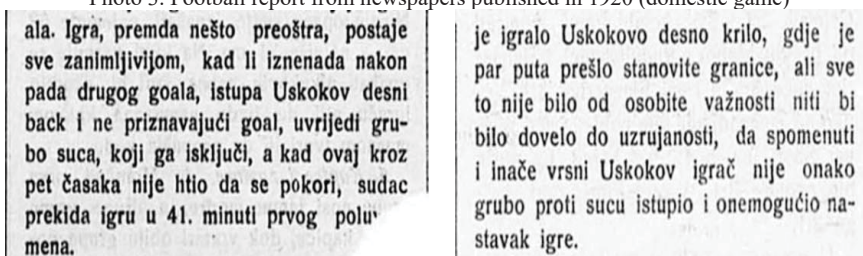 Photo 3. Football report from newspapers published in 1920 (domestic game)
ala. Igra, premda nešto preoštra, postaje
sve zanimljivijom, kad li iznenada nakon
pada drugog goala, istupa Uskokov desni
back i ne priznavajući goal, uvrijedi gru-
bo suca, koji ga isključi, a kad ovaj kroz
pet časaka nije htio da se pokori, sudac
prekida igru u 41. minuti prvog polu
mena.
je igralo Uskokovo desno krilo, gdje je
par puta prešlo stanovite granice, ali sve
to nije bilo od osobite važnosti niti bi
bilo dovelo do uzrujanosti, da spomenuti
i inače vrsni Uskokov igrač nije onako
grubo proti sucu istupio i onemogućio na-
stavak igre.